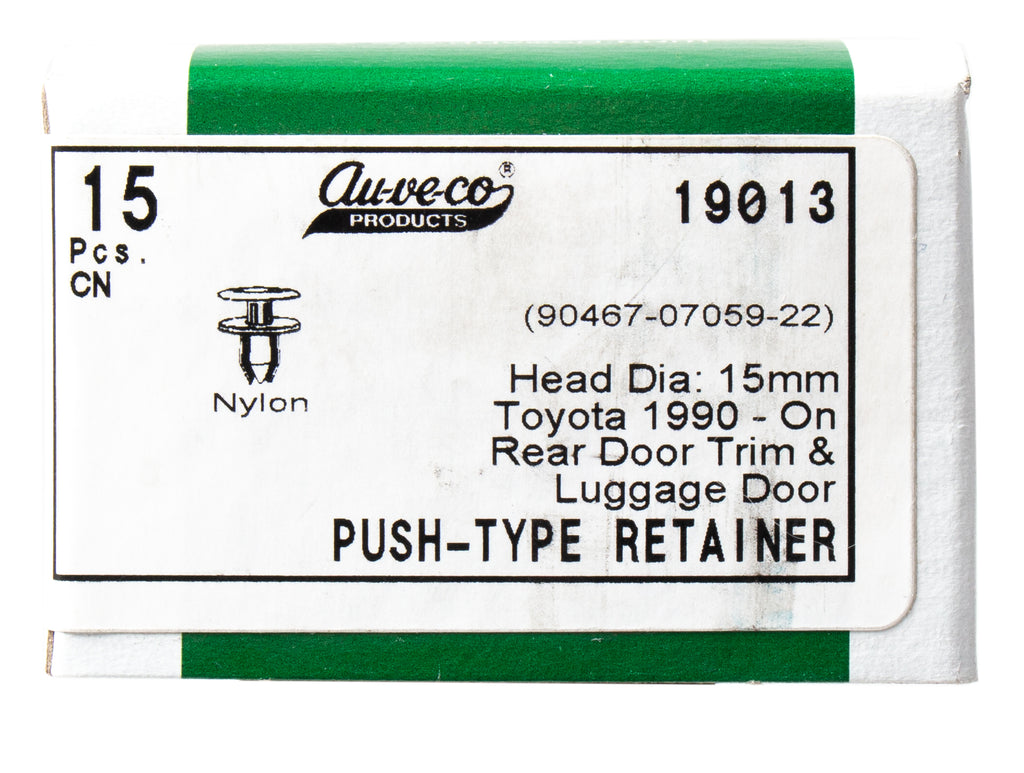 15
Pcs.
CN
Au-ve-co®
PRODUCTS
19013
Nylon
(90467-07059-22)
Head Dia: 15mm
Toyota 1990 - On
Rear Door Trim &
Luggage Door
PUSH-TYPE RETAINER